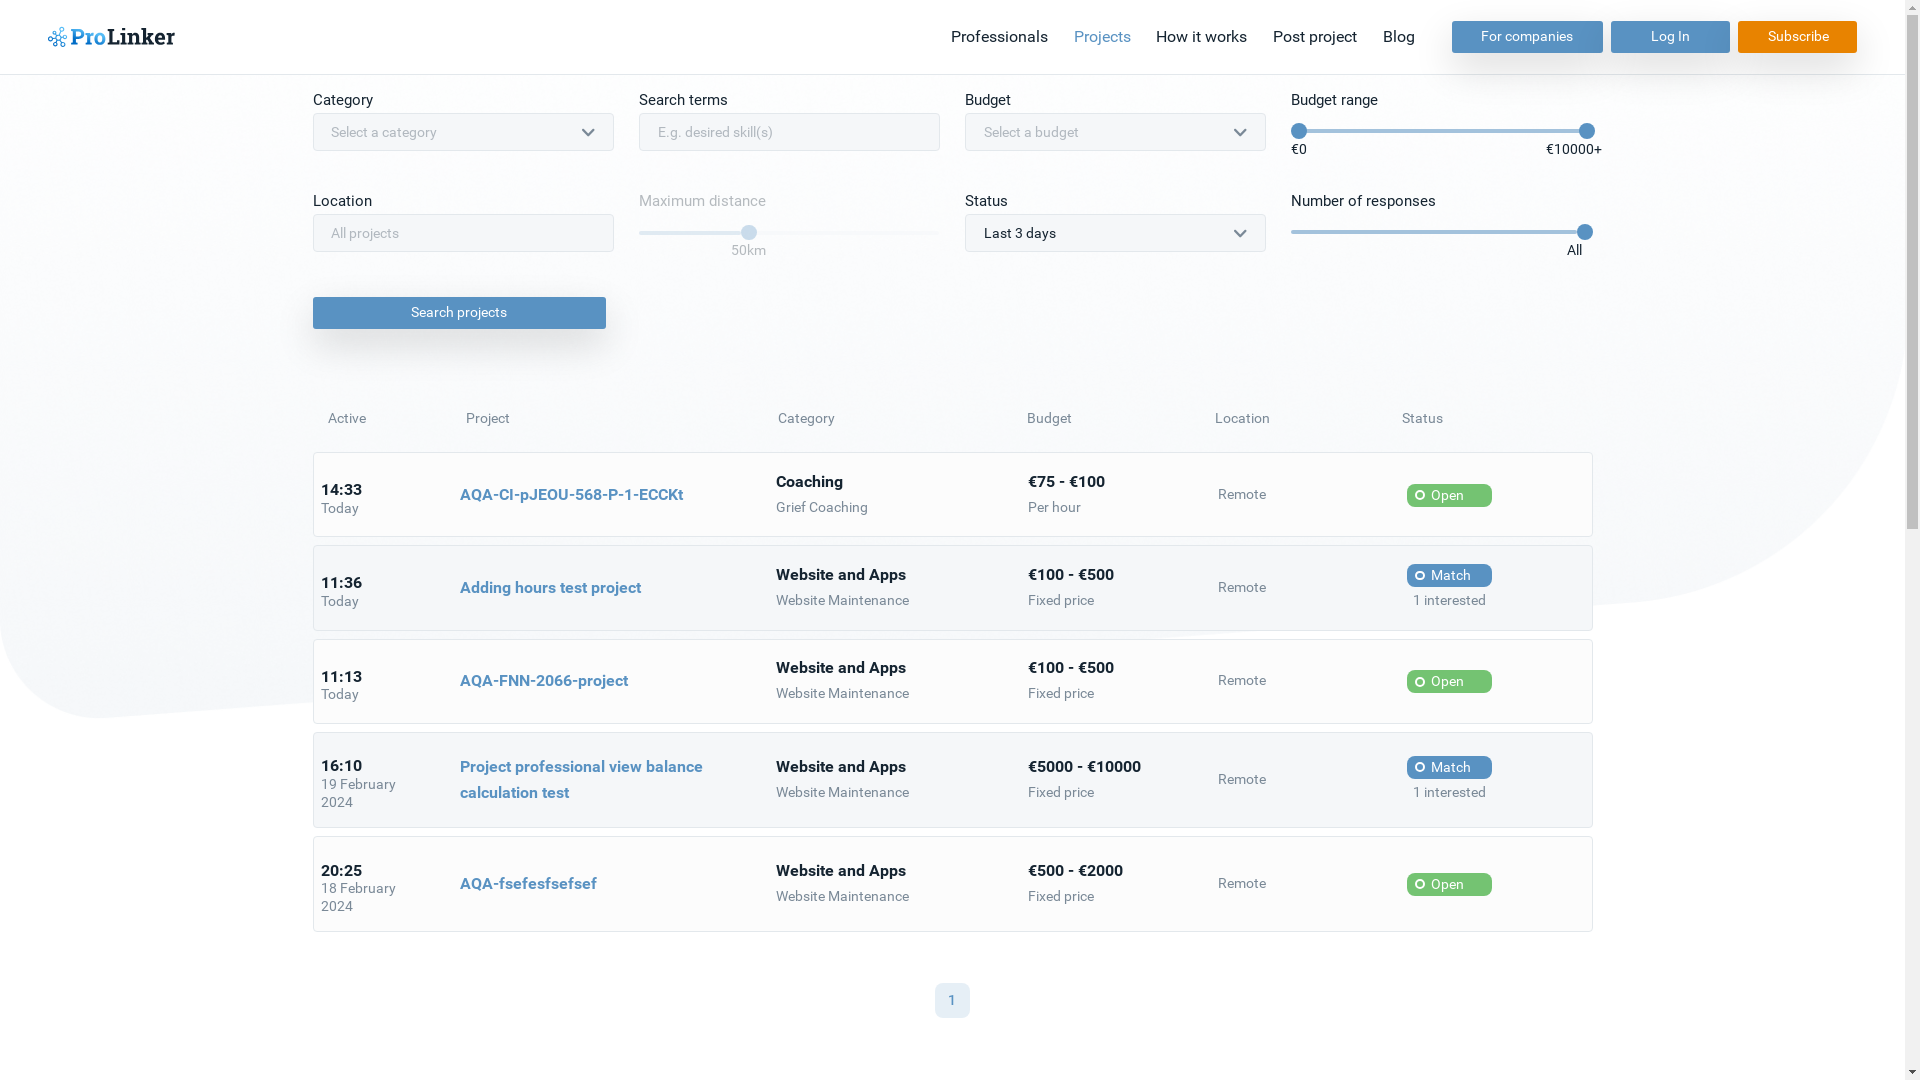 ProLinker
Professionals
Projects
How it works
Post project
Blog
For companies
Log In
Subscribe
Category
Search terms
Budget
Budget range
Select a category
E.g. desired skill(s)
Select a budget
€0
€10000+
Location
Maximum distance
Status
Number of responses
All projects
50km
Last 3 days
All
Search projects
Active
Project
Category
Budget
Location
Status
14:33
Today
AQA-CI-pJEOU-568-P-1-ECCKt
Coaching
Grief Coaching
€75 - €100
Per hour
Remote
Open
11:36
Today
Adding hours test project
Website and Apps
Website Maintenance
€100 - €500
Fixed price
Remote
Match
1 interested
11:13
Today
AQA-FNN-2066-project
Website and Apps
Website Maintenance
€100 - €500
Fixed price
Remote
Open
16:10
19 February
2024
Project professional view balance
calculation test
Website and Apps
Website Maintenance
€5000 - €10000
Fixed price
Remote
Match
1 interested
20:25
18 February
2024
AQA-fsefesfsefsef
Website and Apps
Website Maintenance
€500 - €2000
Fixed price
Remote
Open
1